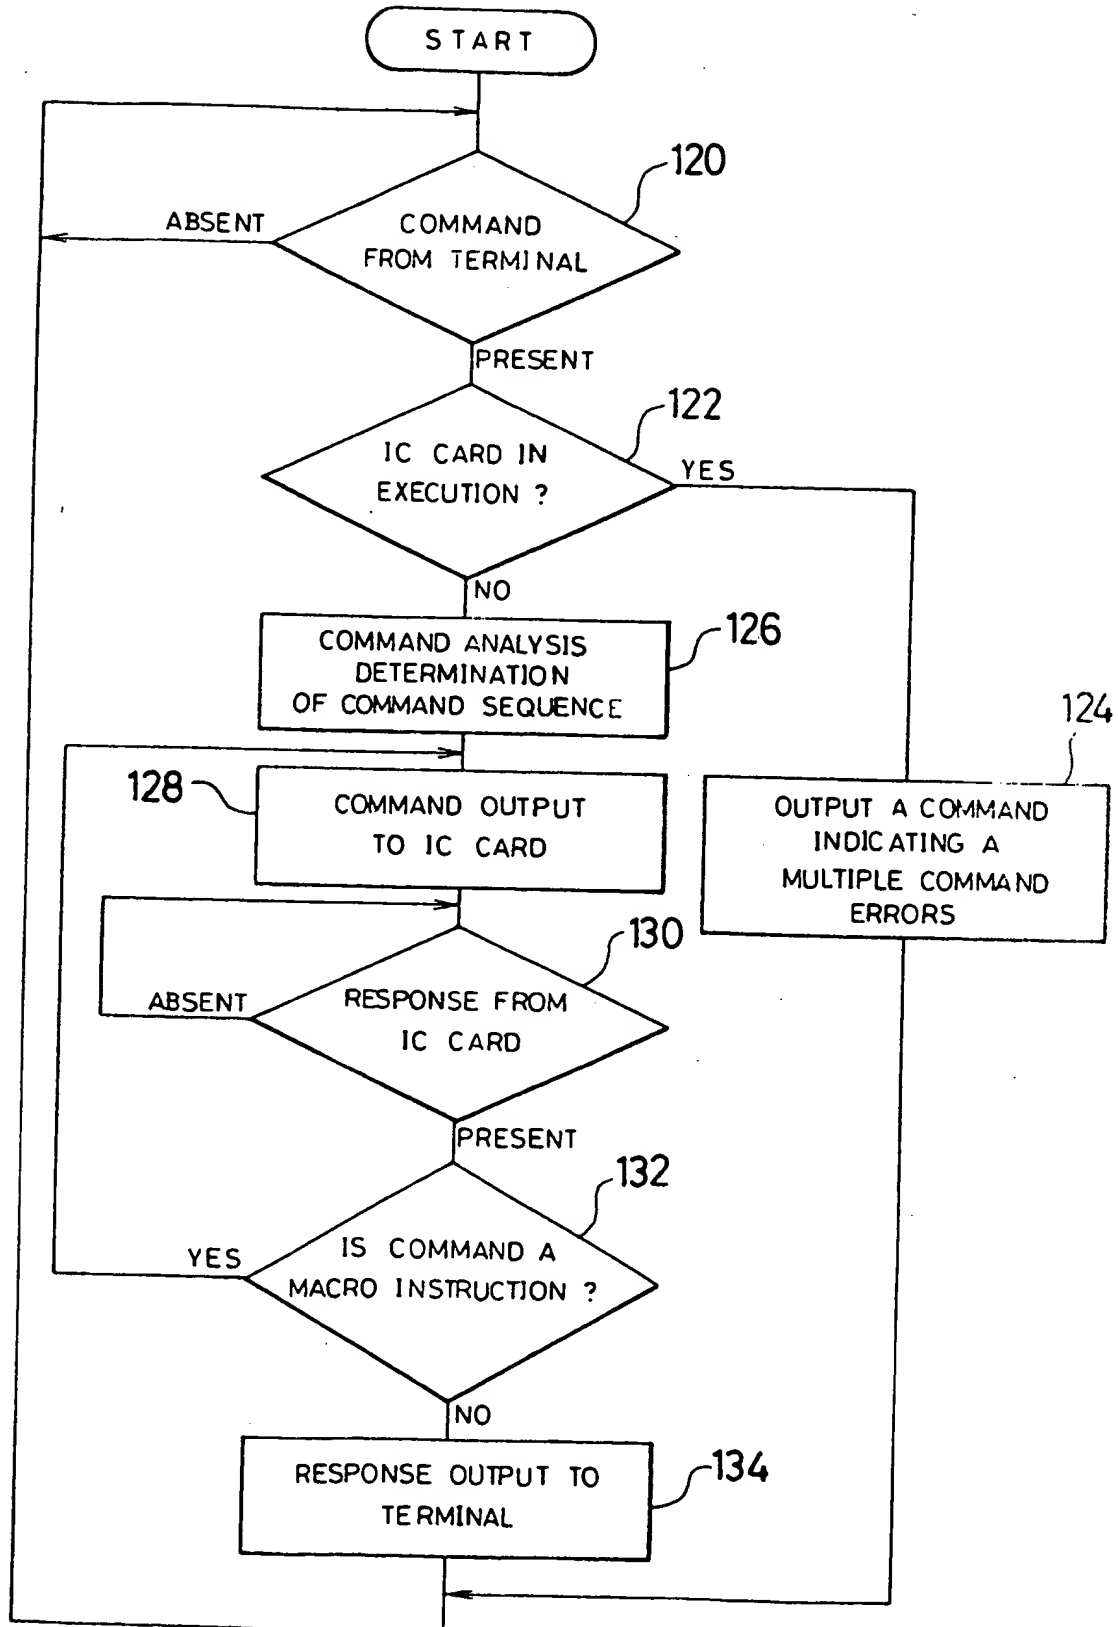 START
120
ABSENT
COMMAND
FROM TERMINAL
PRESENT
122
IC CARD IN
EXECUTION ?
YES
NO
126
COMMAND ANALYSIS
DETERMINATION
OF COMMAND SEQUENCE
124
128
COMMAND OUTPUT
TO IC CARD
OUTPUT A COMMAND
INDICATING A
MULTIPLE COMMAND
ERRORS
130
ABSENT
RESPONSE FROM
IC CARD
PRESENT
132
YES
IS COMMAND A
MACRO INSTRUCTION ?
NO
RESPONSE OUTPUT TO
TERMINAL
134